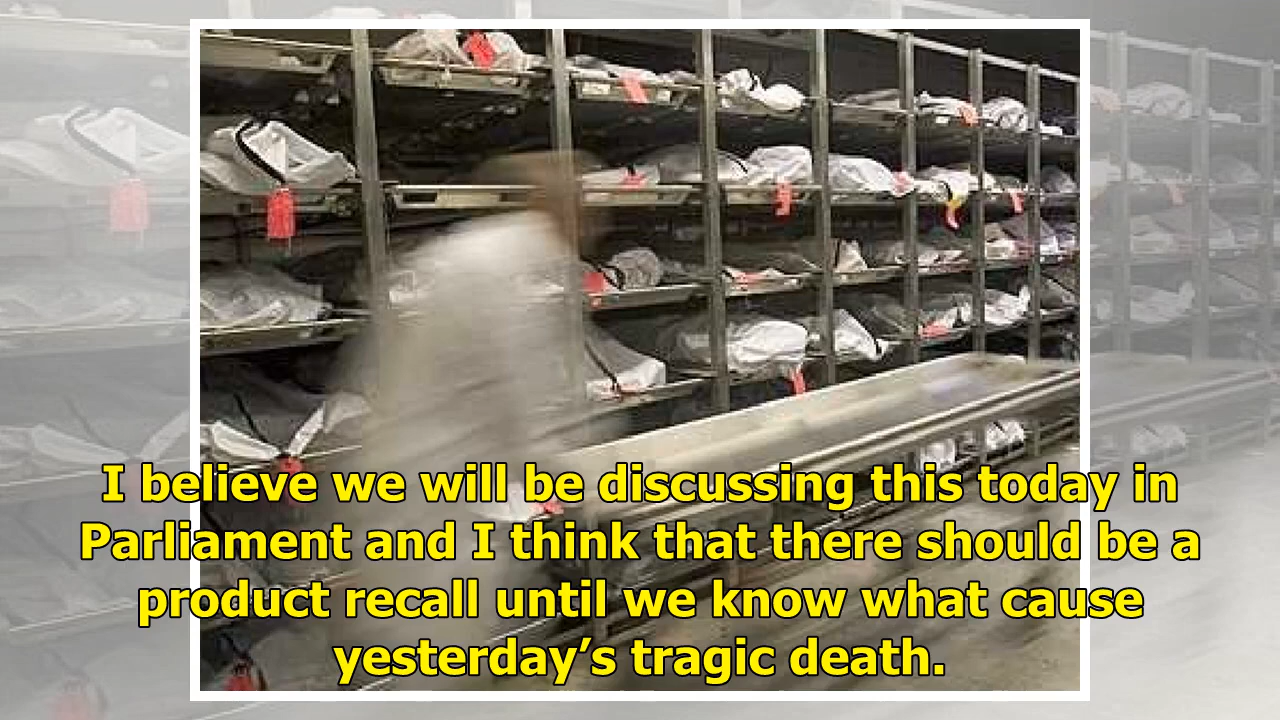 I believe we will be discussing this today in
Parliament and I think that there should be a
product recall until we know what cause
yesterday’s tragic death.